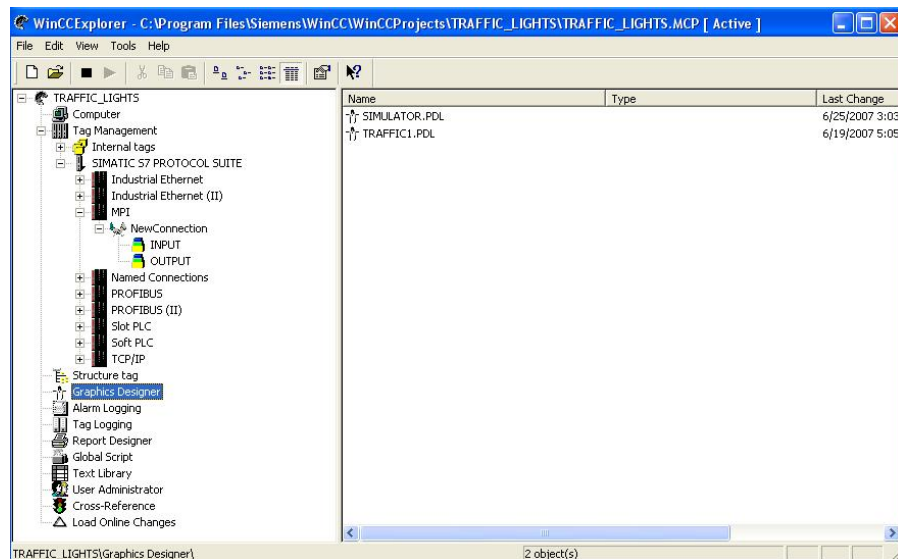 WinCCExplorer - C:\Program Files\Siemens\WinCC\WinCCProjects\TRAFFIC_LIGHTS\TRAFFIC_LIGHTS.MCP [ Active ]
File Edit View Tools Help
TRAFFIC_LIGHTS
Computer
Tag Management
Internal tags
SIMATIC S7 PROTOCOL SUITE
Industrial Ethernet
Industrial Ethernet (II)
MPI
NewConnection
INPUT
OUTPUT
Named Connections
PROFIBUS
PROFIBUS (II)
Slot PLC
Soft PLC
TCP/IP
Structure tag
Graphics Designer
Alarm Logging
Tag Logging
Report Designer
Global Script
Text Library
User Administrator
Cross-Reference
Load Online Changes
Name Type Last Change
SIMULATOR.PDL 6/25/2007 3:03
TRAFFIC1.PDL 6/19/2007 5:05
TRAFFIC_LIGHTS\Graphics Designer\ 2 object(s)